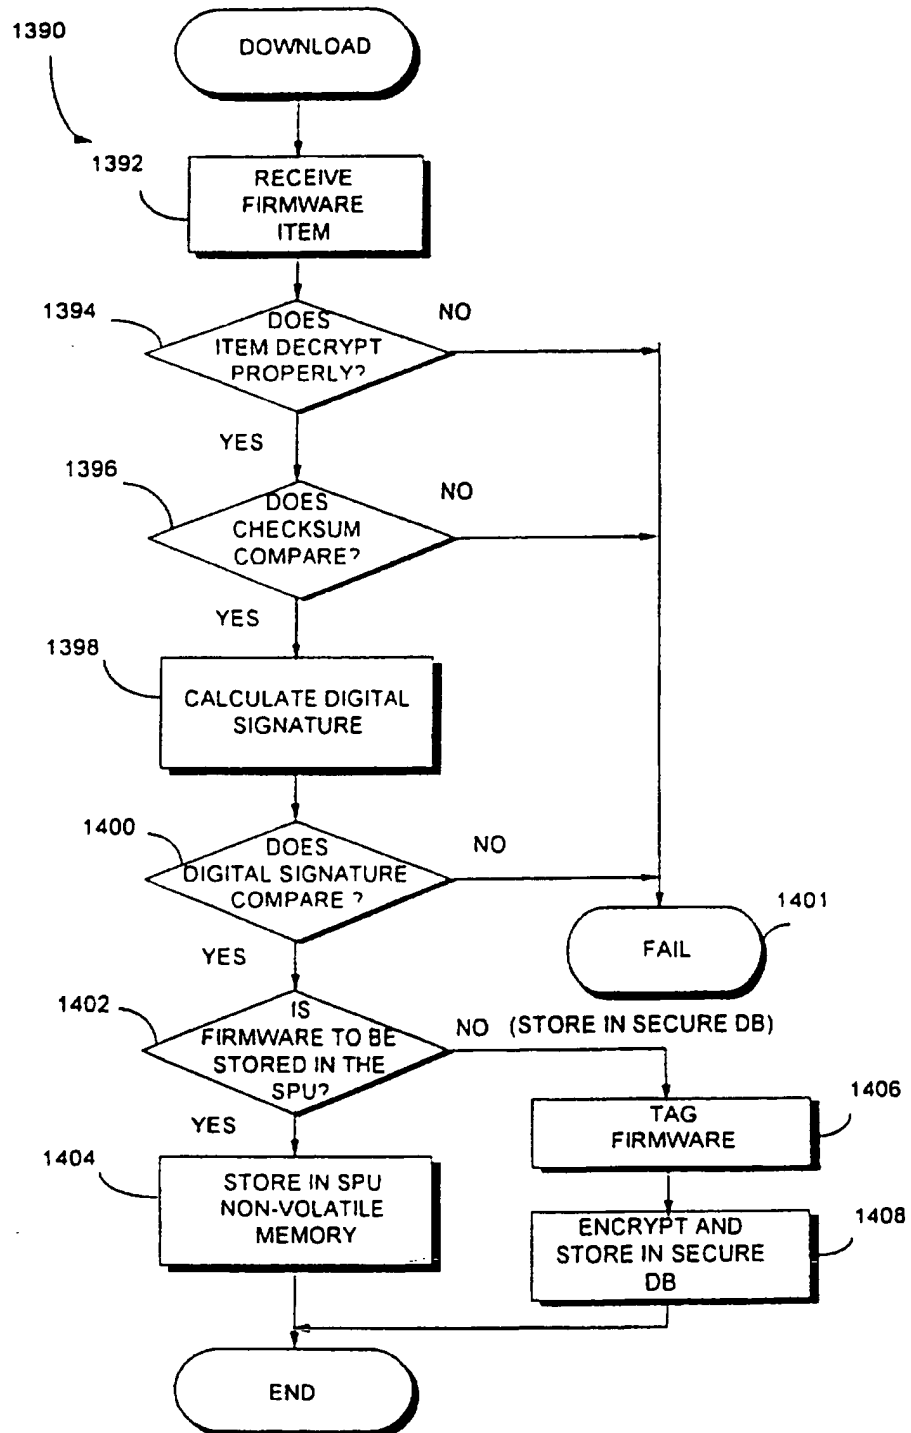 1390
DOWNLOAD
1392
RECEIVE
FIRMWARE
ITEM
1394
DOES
ITEM DECRYPT
PROPERLY?
NO
YES
1396
DOES
CHECKSUM
COMPARE?
NO
YES
1398
CALCULATE DIGITAL
SIGNATURE
1400
DOES
DIGITAL SIGNATURE
COMPARE ?
NO
1401
FAIL
YES
1402
IS
FIRMWARE TO BE
STORED IN THE
SPU?
NO (STORE IN SECURE DB)
YES
1406
TAG
FIRMWARE
1404
STORE IN SPU
NON-VOLATILE
MEMORY
1408
ENCRYPT AND
STORE IN SECURE
DB
END